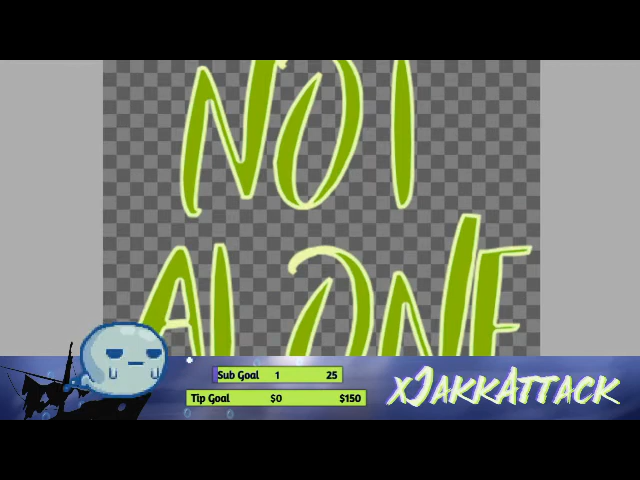 NOT
ALONE
Sub Goal 1 25
Tip Goal $0 $150
xJakkAttack